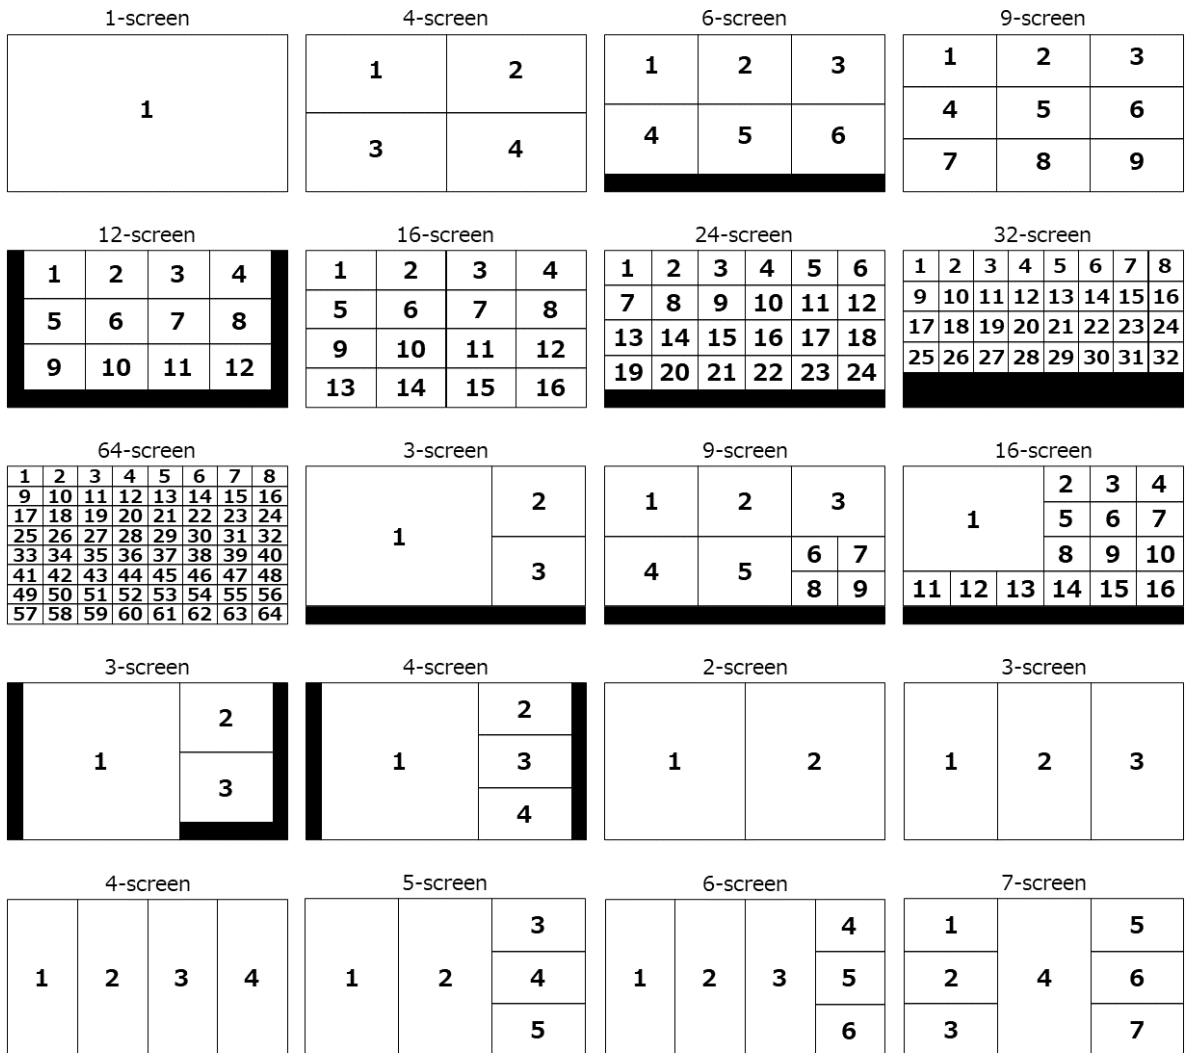 1-screen 4-screen 6-screen 9-screen
1
1 2
3 4
1 2 3
4 5 6
1 2 3
4 5 6
7 8 9
12-screen 16-screen 24-screen 32-screen
1 2 3 4
5 6 7 8
9 10 11 12
1 2 3 4
5 6 7 8
9 10 11 12
13 14 15 16
1 2 3 4 5 6
7 8 9 10 11 12
13 14 15 16 17 18
19 20 21 22 23 24
1 2 3 4 5 6 7 8
9 10 11 12 13 14 15 16
17 18 19 20 21 22 23 24
25 26 27 28 29 30 31 32
64-screen 3-screen 9-screen 16-screen
1 2 3 4 5 6 7 8
9 10 11 12 13 14 15 16
17 18 19 20 21 22 23 24
25 26 27 28 29 30 31 32
33 34 35 36 37 38 39 40
41 42 43 44 45 46 47 48
49 50 51 52 53 54 55 56
57 58 59 60 61 62 63 64
1 2
3
1 2 3
4 5 6 7
8 9
1 2 3 4
5 6 7
8 9 10
11 12 13 14 15 16
3-screen 4-screen 2-screen 3-screen
1 2
3
1 2
3
4
1 2
1 2 3
4-screen 5-screen 6-screen 7-screen
1 2 3 4
1 2 3
4
5
1 2 3 4
5
6
1 4 5
2 6
3 7